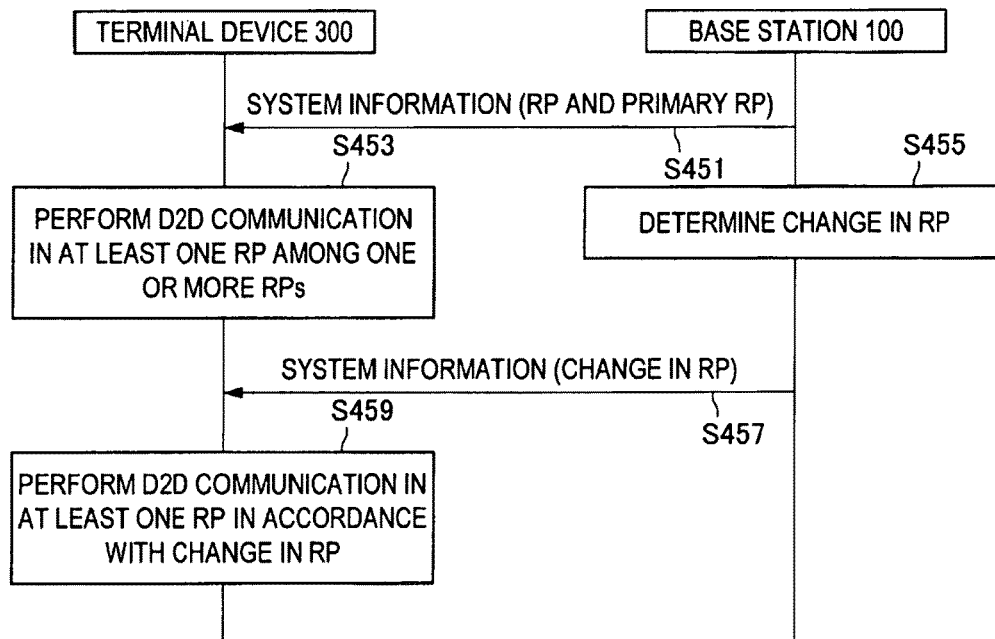 TERMINAL DEVICE 300
BASE STATION 100
SYSTEM INFORMATION (RP AND PRIMARY RP)
S451
S453
S455
PERFORM D2D COMMUNICATION
IN AT LEAST ONE RP AMONG ONE
OR MORE RPs
DETERMINE CHANGE IN RP
SYSTEM INFORMATION (CHANGE IN RP)
S457
S459
PERFORM D2D COMMUNICATION IN
AT LEAST ONE RP IN ACCORDANCE
WITH CHANGE IN RP